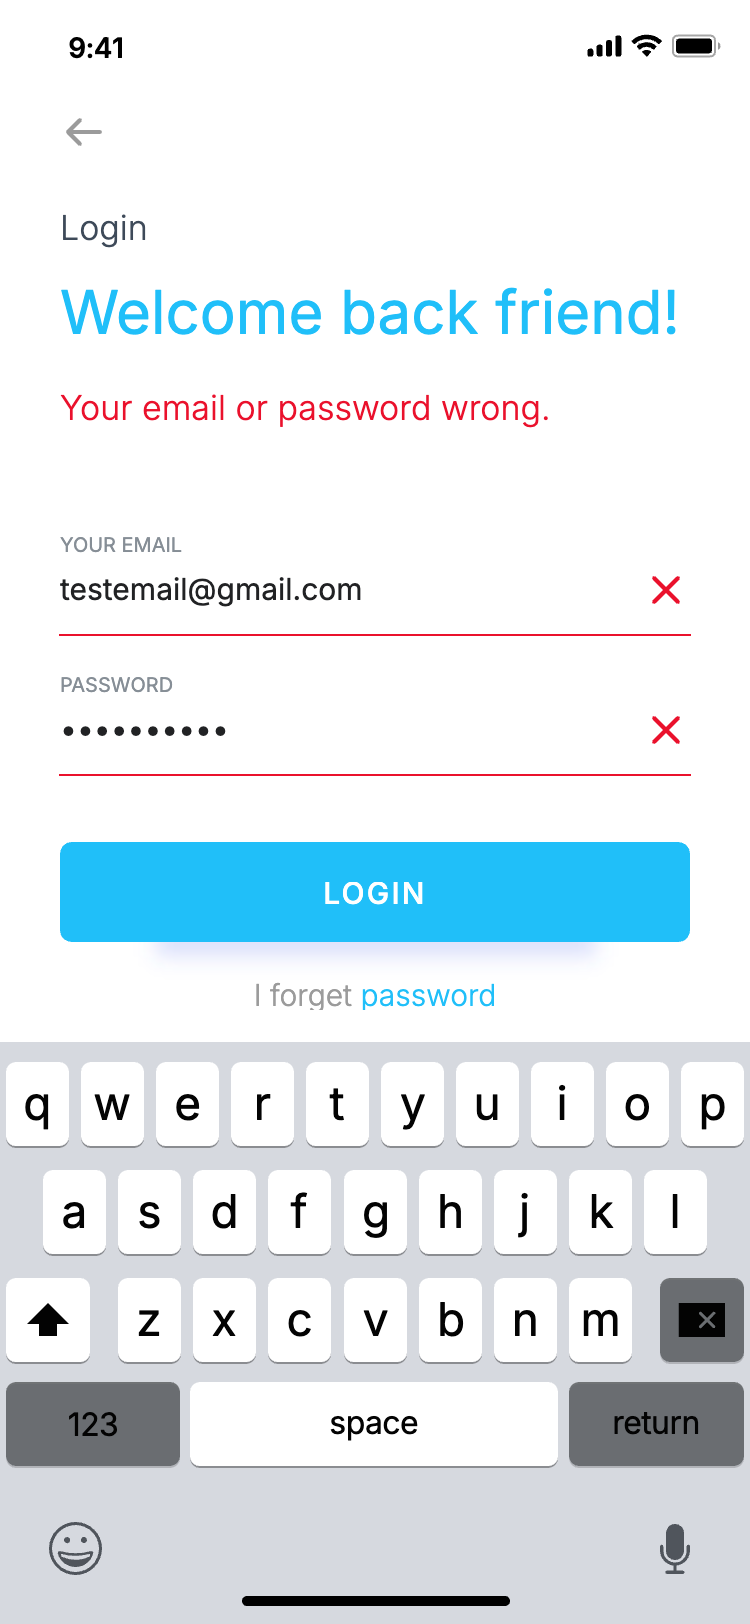 9:41
Login
Welcome back friend!
Your email or password wrong.
YOUR EMAIL
testemail@gmail.com
PASSWORD
••••••••••
LOGIN
I forget password
q w e r t y u i o p
a s d f g h j k l
z x c v b n m
123 space return